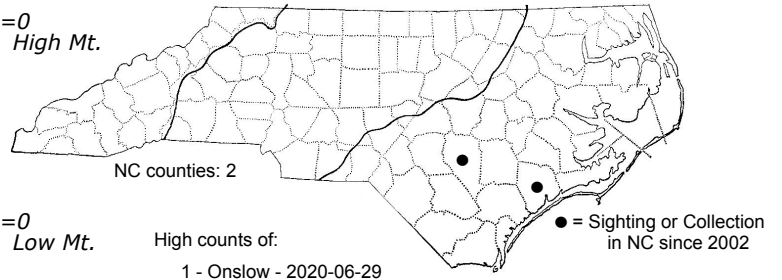 =0
High Mt.
NC counties: 2
=0
Low Mt.
High counts of:
1 - Onslow - 2020-06-29
● = Sighting or Collection
in NC since 2002